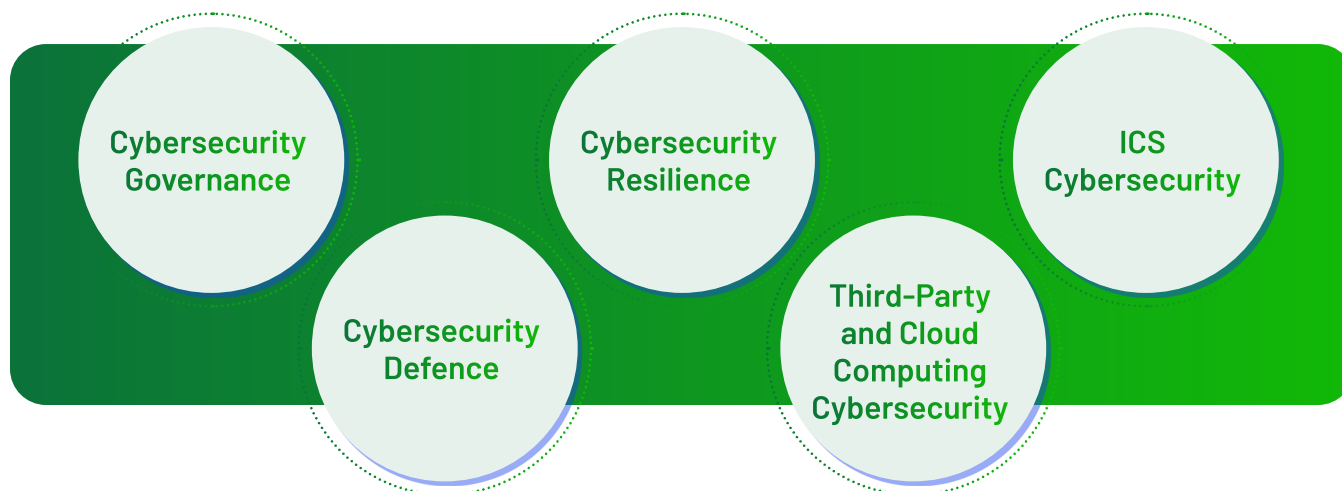 Cybersecurity
Governance
Cybersecurity
Defence
Cybersecurity
Resilience
Third-Party
and Cloud
Computing
Cybersecurity
ICS
Cybersecurity